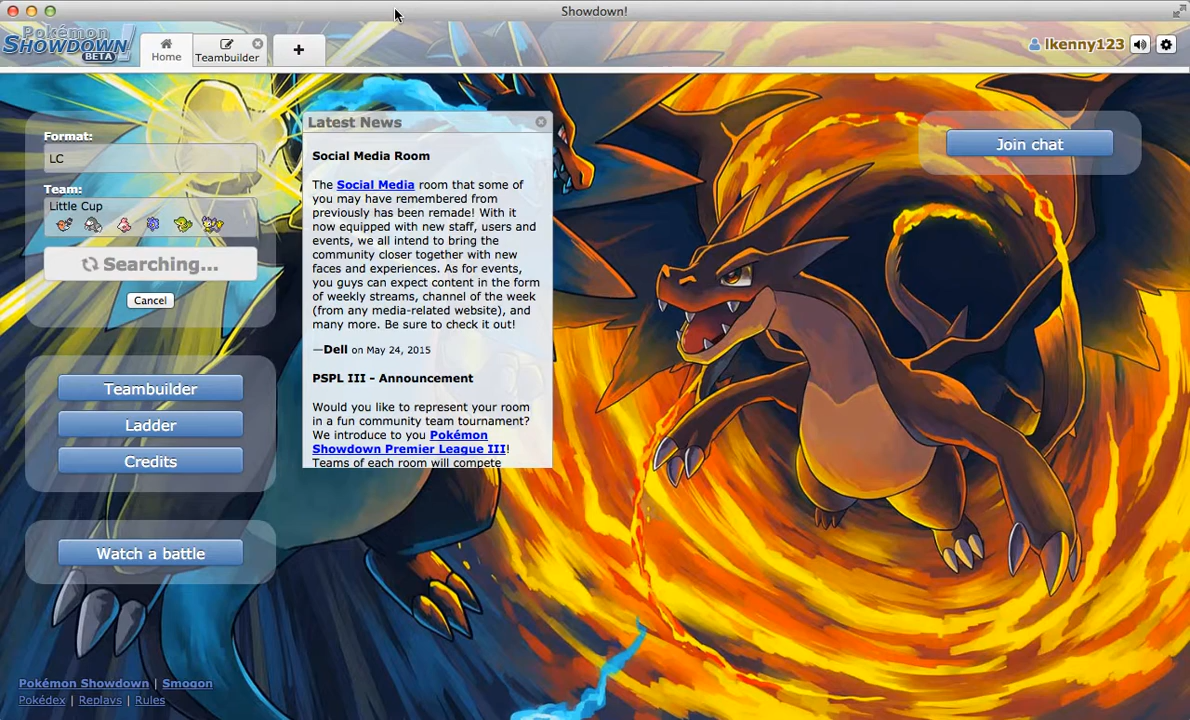 Showdown!
Pokémon
SHOWDOWN!
BETA
Home
Teambuilder
+
lkenny123
Format:
LC
Team:
Little Cup
Searching...
Cancel
Teambuilder
Ladder
Credits
Watch a battle
Latest News
Social Media Room
The Social Media room that some of
you may have remembered from
previously has been remade! With it
now equipped with new staff, users and
events, we all intend to bring the
community closer together with new
faces and experiences. As for events,
you guys can expect content in the form
of weekly streams, channel of the week
(from any media-related website), and
many more. Be sure to check it out!
—Dell on May 24, 2015
PSPL III - Announcement
Would you like to represent your room
in a fun community team tournament?
We introduce to you Pokémon
Showdown Premier League III!
Teams of each room will compete
Join chat
Pokémon Showdown | Smogon
Pokédex | Replays | Rules